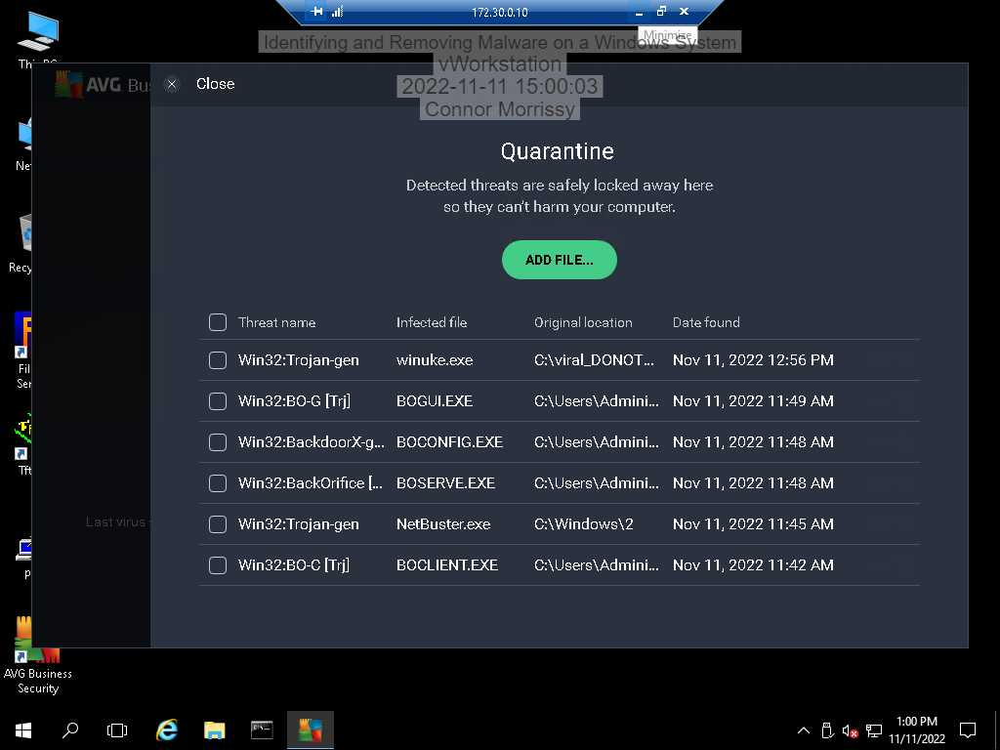 172.30.0.10
Minimize
Identifying and Removing Malware on a Windows System
vWorkstation
2022-11-11 15:00:03
Connor Morrissy
AVG Bu
Close
Quarantine
Detected threats are safely locked away here
so they can't harm your computer.
ADD FILE...
Threat name Infected file Original location Date found
Win32:Trojan-gen winuke.exe C:\viral_DONOT... Nov 11, 2022 12:56 PM
Win32:BO-G [Trj] BOGUI.EXE C:\Users\Admini... Nov 11, 2022 11:49 AM
Win32:BackdoorX-g... BOCONFIG.EXE C:\Users\Admini... Nov 11, 2022 11:48 AM
Win32:BackOrifice [... BOSERVE.EXE C:\Users\Admini... Nov 11, 2022 11:48 AM
Win32:Trojan-gen NetBuster.exe C:\Windows\2 Nov 11, 2022 11:45 AM
Win32:BO-C [Trj] BOCLIENT.EXE C:\Users\Admini... Nov 11, 2022 11:42 AM
Last virus
Net
Recy
Fil
Ser
Tft
P
AVG Business
Security
1:00 PM
11/11/2022